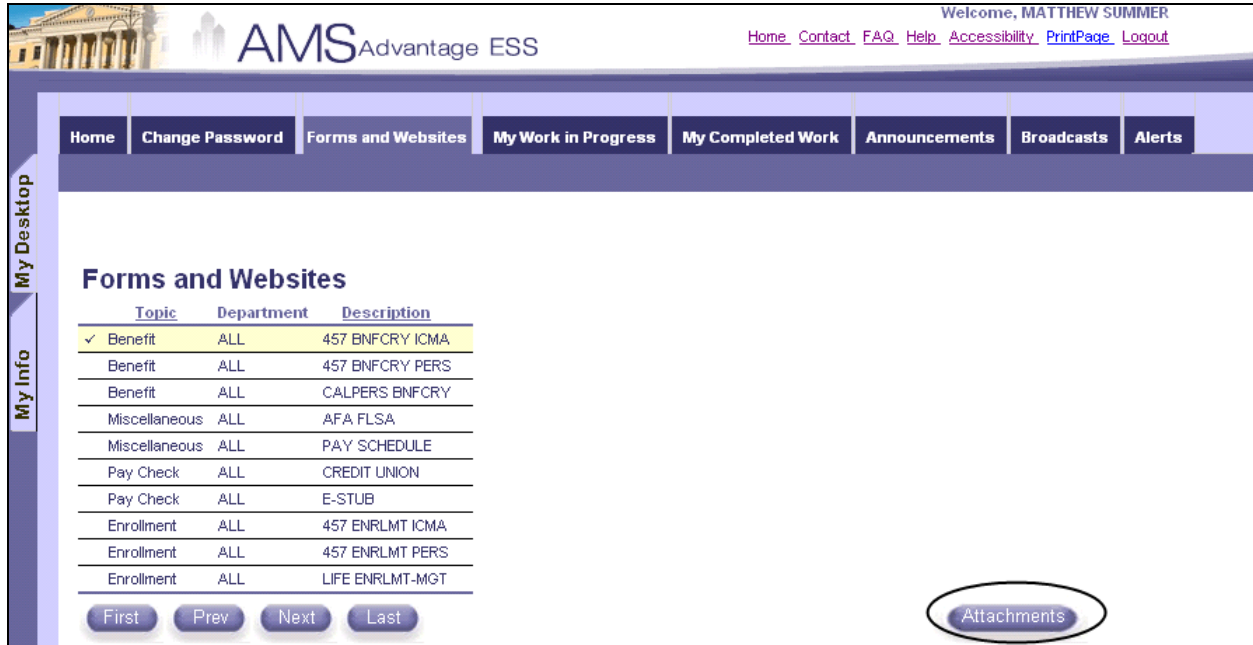 Welcome, MATTHEW SUMMER
AMSAdvantage ESS
Home Contact FAQ Help Accessibility PrintPage Logout
Home Change Password Forms and Websites My Work in Progress My Completed Work Announcements Broadcasts Alerts
My Desktop
My Info
Forms and Websites
Topic Department Description
✓ Benefit ALL 457 BNFCRY ICMA
Benefit ALL 457 BNFCRY PERS
Benefit ALL CALPERS BNFCRY
Miscellaneous ALL AFA FLSA
Miscellaneous ALL PAY SCHEDULE
Pay Check ALL CREDIT UNION
Pay Check ALL E-STUB
Enrollment ALL 457 ENRLMT ICMA
Enrollment ALL 457 ENRLMT PERS
Enrollment ALL LIFE ENRLMT-MGT
First Prev Next Last Attachments